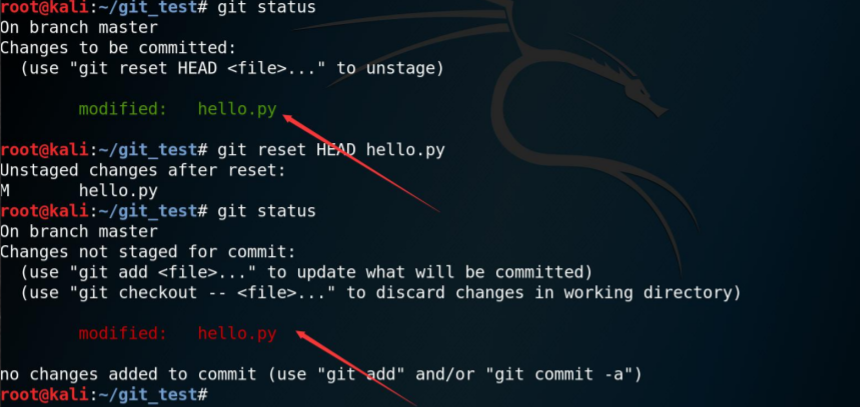 root@kali:~/git_test# git status
On branch master
Changes to be committed:
  (use "git reset HEAD <file>..." to unstage)
        modified:   hello.py
root@kali:~/git_test# git reset HEAD hello.py
Unstaged changes after reset:
M       hello.py
root@kali:~/git_test# git status
On branch master
Changes not staged for commit:
  (use "git add <file>..." to update what will be committed)
  (use "git checkout -- <file>..." to discard changes in working directory)
        modified:   hello.py
no changes added to commit (use "git add" and/or "git commit -a")
root@kali:~/git_test#